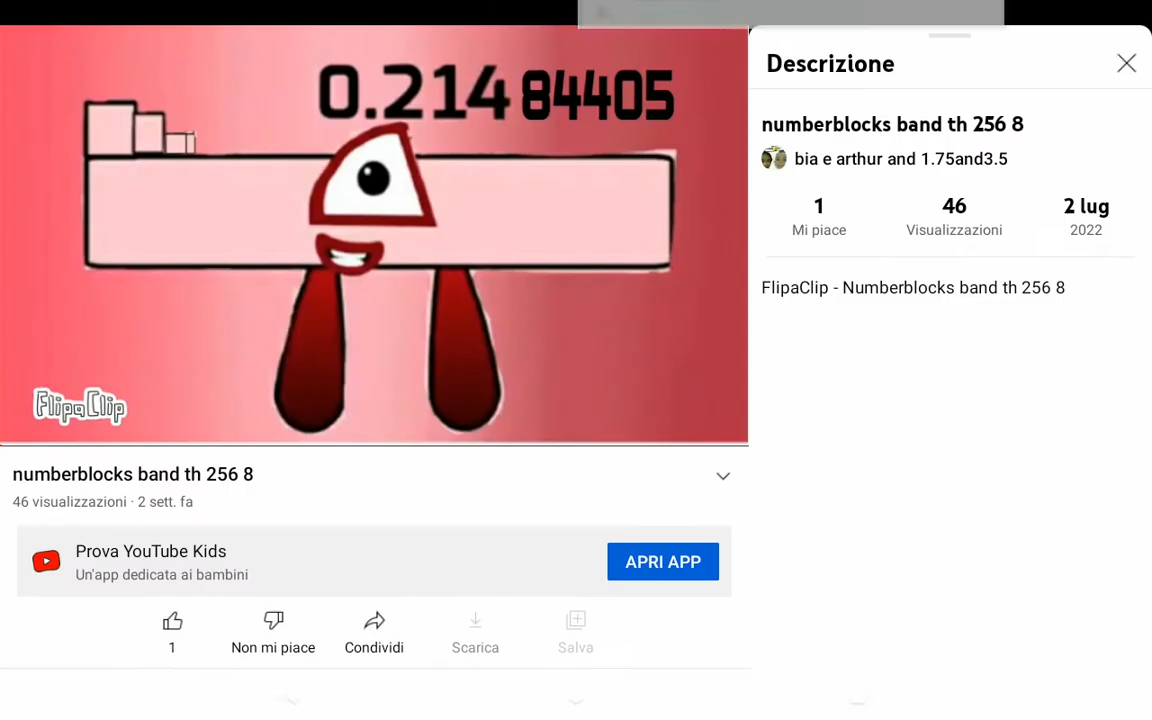 0.214 84405
FlipaClip
numberblocks band th 256 8
46 visualizzazioni · 2 sett. fa
Prova YouTube Kids
Un'app dedicata ai bambini
APRI APP
1
Non mi piace
Condividi
Scarica
Salva
Descrizione
numberblocks band th 256 8
bia e arthur and 1.75and3.5
1
Mi piace
46
Visualizzazioni
2 lug
2022
FlipaClip - Numberblocks band th 256 8